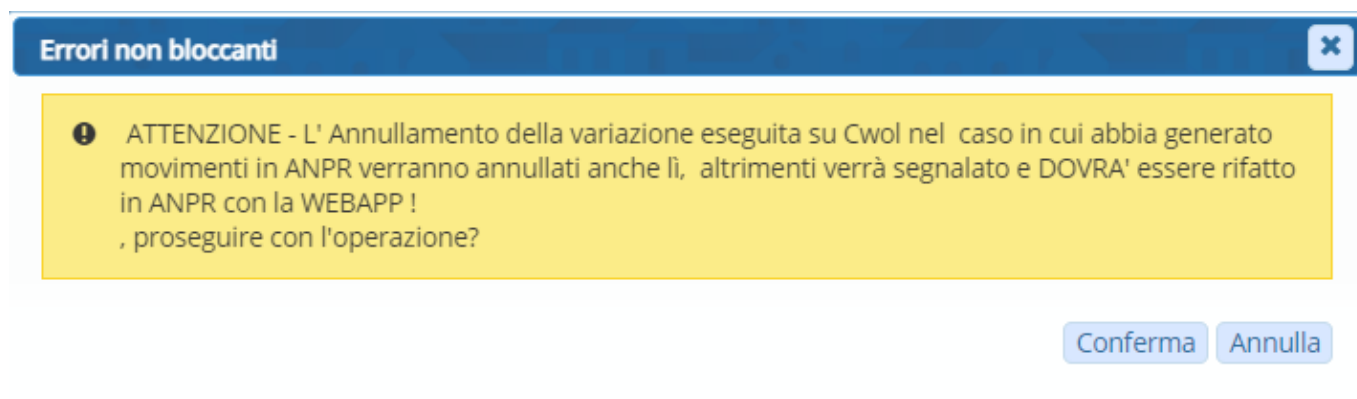 Errori non bloccanti
ATTENZIONE - L' Annullamento della variazione eseguita su Cwol nel  caso in cui abbia generato
movimenti in ANPR verranno annullati anche lì,  altrimenti verrà segnalato e DOVRA' essere rifatto
in ANPR con la WEBAPP !
, proseguire con l'operazione?
Conferma Annulla